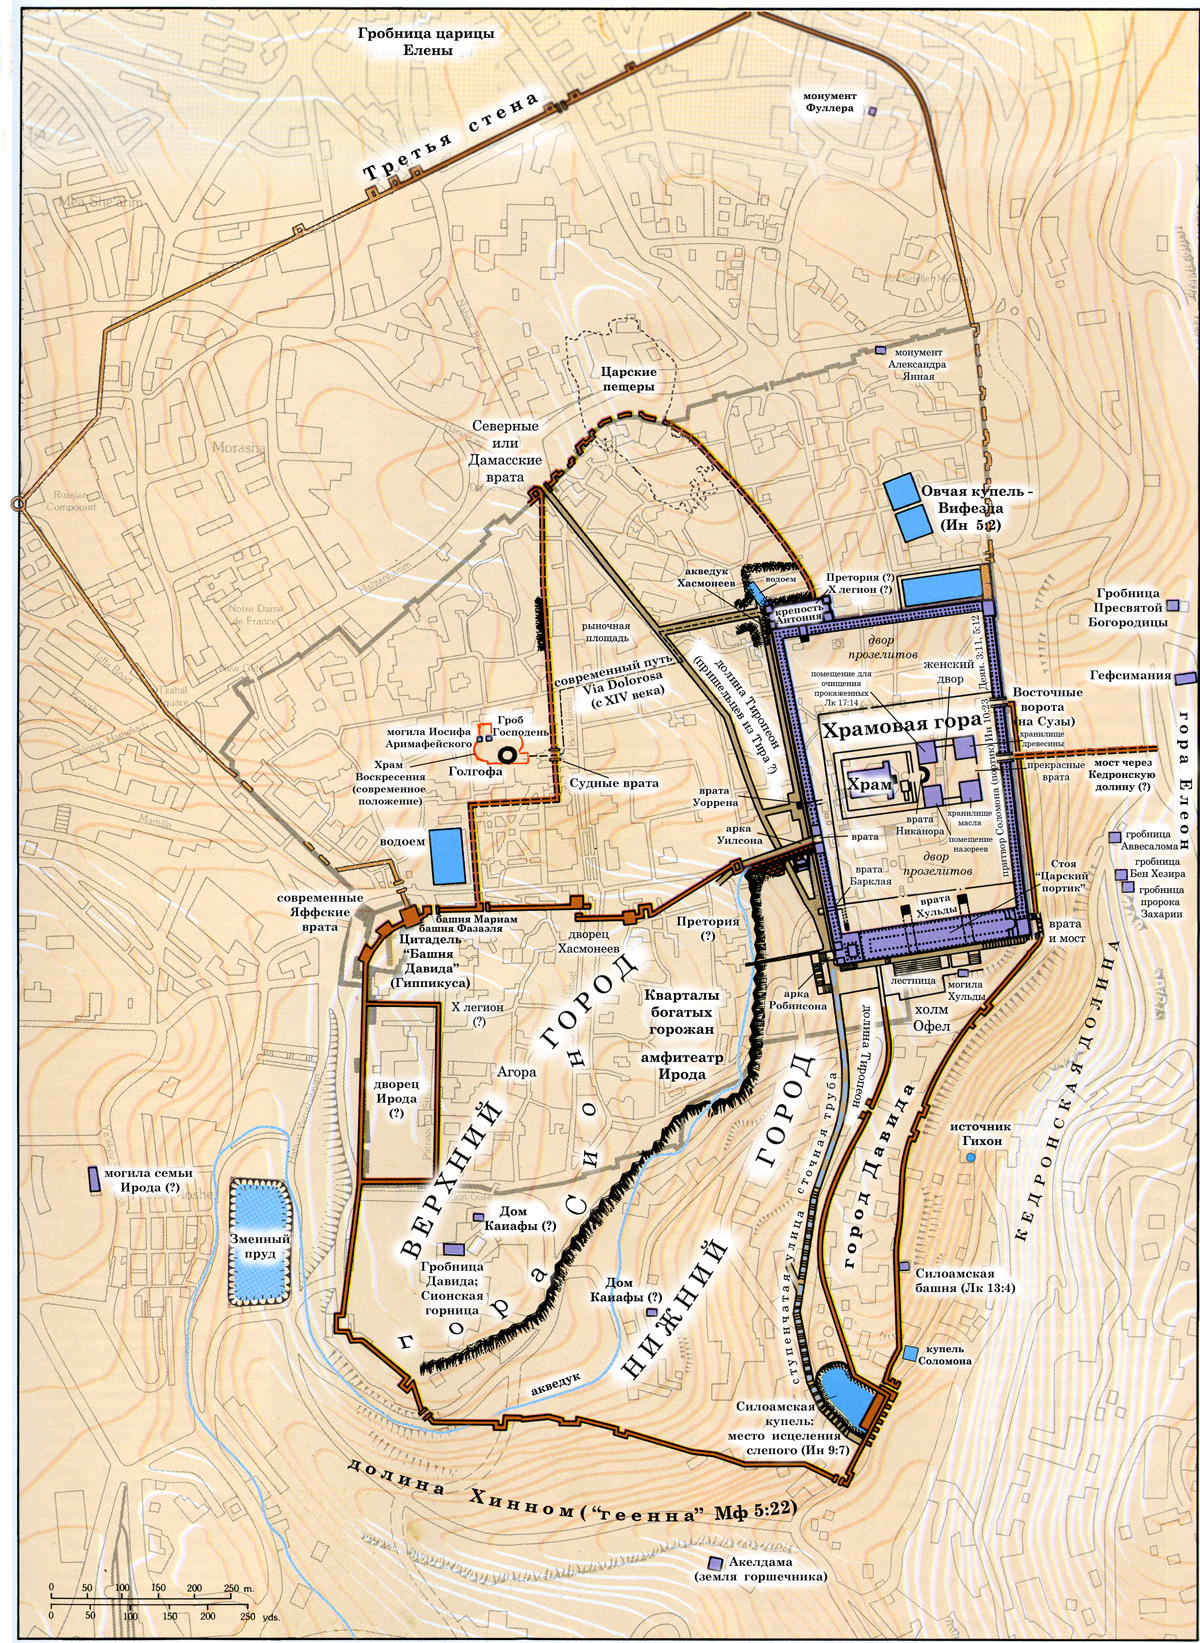 Гробница царицы
Елены
Третья стена
монумент
Фуллера
Mea She'arim
монумент
Александра
Янная
Царские
пещеры
Северные
или
Дамасские
врата
Morasha
Russian
Compound
Овчая купель -
Вифезда
(Ин 5:2)
акведук
Хасмонеев
водоем
Претория (?)
X легион (?)
крепость
Антония
Notre Dame
de France
Hatzanhanim
New Gate
Tzahal
Square
Mamilla
рыночная
площадь
долина Тиропеон
(пришельцев из Тира ?)
современный путь
Via Dolorosa
(с XIV века)
двор
прозелитов
женский
двор
Деян. 3:11, 5:12
помещение для
очищения
прокаженных
Лк 17:14
Гробница
Пресвятой
Богородицы
Гефсимания
Восточные
ворота
(на Сузы)
хранилище
древесины
Храмовая гора
притвор Соломона (портик) Ин 10:23
Храм
прекрасные
врата
мост через
Кедронскую
долину (?)
гора Елеон
могила Иосифа
Аримафейского
Гроб
Господень
Храм
Воскресения
(современное
положение)
Голгофа
Судные врата
врата
Уоррена
врата
Никанора
хранилище
масла
помещение
назореев
арка
Уилсона
врата
двор
прозелитов
врата
Барклая
врата
Хульды
Стоя
"Царский
портик"
гробница
Авессалома
гробница
Бен Хезира
гробница
пророка
Захарии
водоем
современные
Яффские
врата
башня Мариам
башня Фазаэля
Цитадель
"Башня
Давида"
(Гиппикуса)
дворец
Хасмонеев
Претория
(?)
врата
и мост
арка
Робинсона
лестница
могила
Хульды
холм
Офел
X легион
(?)
Кварталы
богатых
горожан
амфитеатр
Ирода
Агора
дворец
Ирода
(?)
ВЕРХНИЙ ГОРОД
гора Сион
НИЖНИЙ ГОРОД
долина Тиропеон
город Давида
ступенчатая улица сточная труба
КЕДРОНСКАЯ ДОЛИНА
источник
Гихон
могила семьи
Ирода (?)
Змеиный
пруд
Дом
Каиафы (?)
Гробница
Давида;
Сионская
горница
Дом
Каиафы (?)
Силоамская
башня (Лк 13:4)
купель
Соломона
акведук
Силоамская
купель:
место исцеления
слепого (Ин 9:7)
долина Хинном ("геенна" Мф 5:22)
Акелдама
(земля горшечника)
0 50 100 150 200 250 m.
0 50 100 150 200 250 yds.